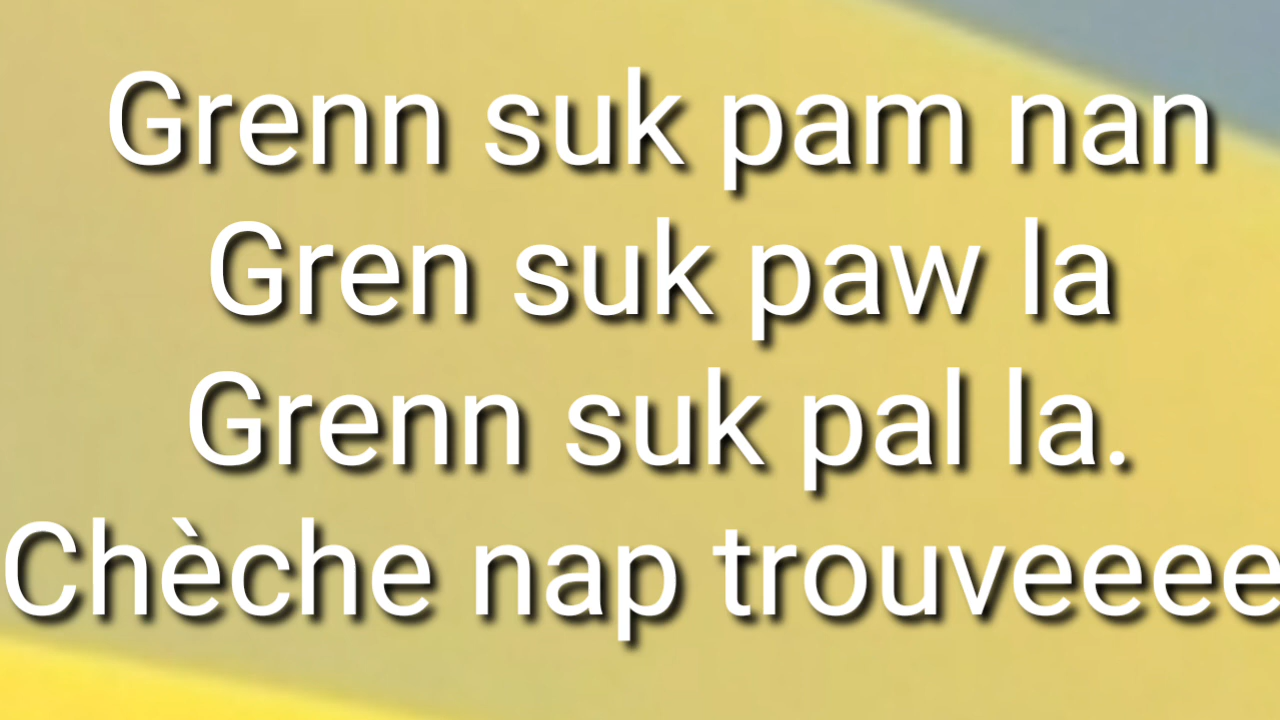 Grenn suk pam nan
Gren suk paw la
Grenn suk pal la.
Chèche nap trouveeee